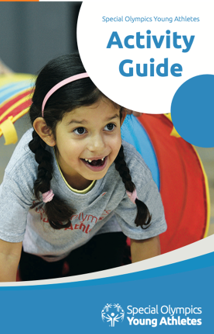 Special Olympics Young Athletes
Activity
Guide
Special Olympics
Young Athletes